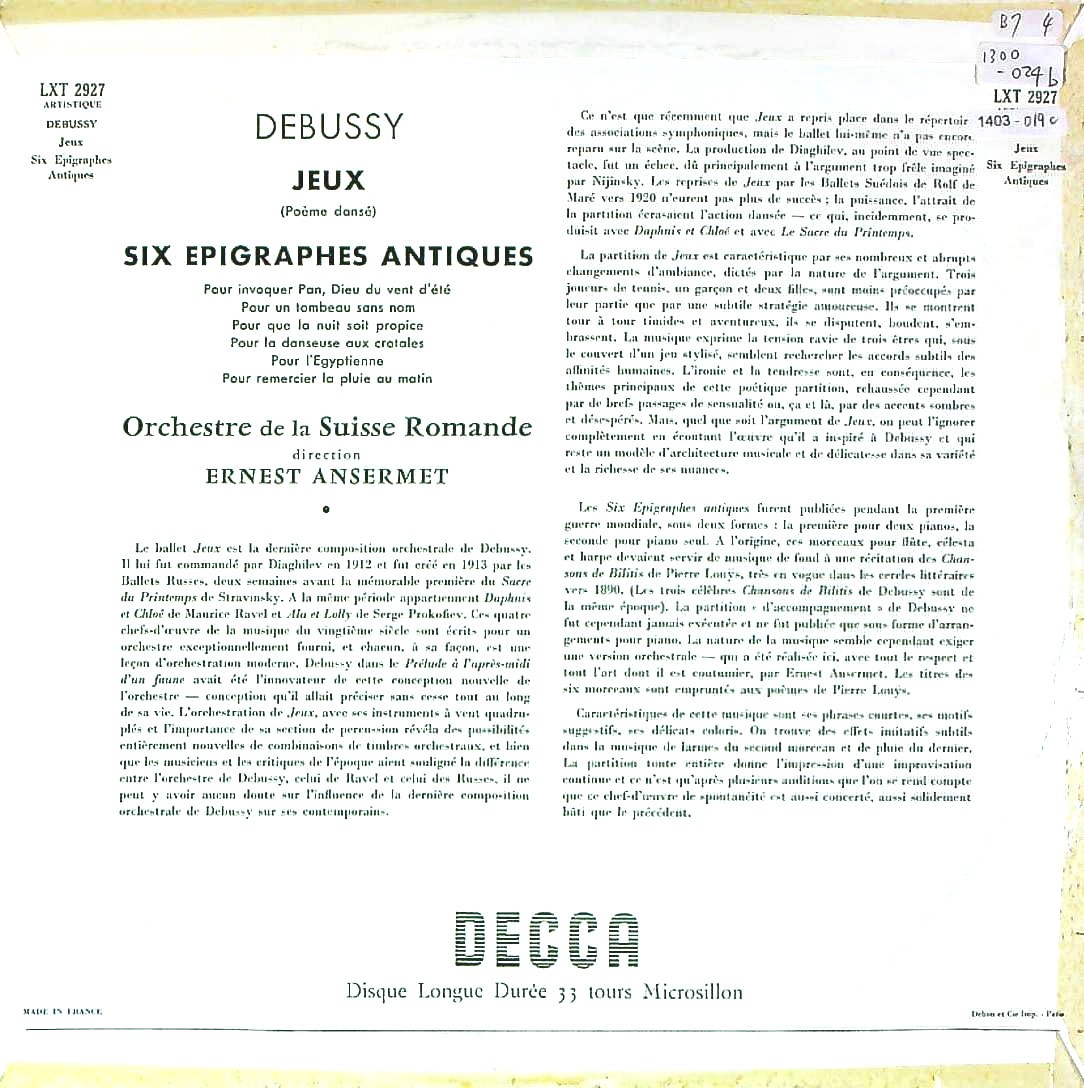 B7 4
1300
- 024 b
LXT 2927
ARTISTIQUE
DEBUSSY
Jeux
Six Epigraphes
Antiques
LXT 2927
1403 - 019 c
Jeux
Six Epigraphes
Antiques
DEBUSSY
JEUX
(Poème dansé)
SIX EPIGRAPHES ANTIQUES
Pour invoquer Pan, Dieu du vent d'été
Pour un tombeau sans nom
Pour que la nuit soit propice
Pour la danseuse aux crotales
Pour l'Egyptienne
Pour remercier la pluie au matin
Orchestre de la Suisse Romande
direction
ERNEST ANSERMET
Le ballet Jeux est la dernière composition orchestrale de Debussy.
Il lui fut commandé par Diaghilev en 1912 et fut créé en 1913 par les
Ballets Russes, deux semaines avant la mémorable première du Sacre
du Printemps de Stravinsky. A la même période appartiennent Daphnis
et Chloé de Maurice Ravel et Ala et Lolly de Serge Prokofiev. Ces quatre
chefs-d'œuvre de la musique du vingtième siècle sont écrits pour un
orchestre exceptionnellement fourni, et chacun, à sa façon, est une
leçon d'orchestration moderne. Debussy dans le Prélude à l'après-midi
d'un faune avait été l'innovateur de cette conception nouvelle de
l'orchestre — conception qu'il allait préciser sans cesse tout au long
de sa vie. L'orchestration de Jeux, avec ses instruments à vent quadru-
plés et l'importance de sa section de percussion révéla des possibilités
entièrement nouvelles de combinaisons de timbres orchestraux, et bien
que les musiciens et les critiques de l'époque aient souligné la différence
entre l'orchestre de Debussy, celui de Ravel et celui des Russes, il ne
peut y avoir aucun doute sur l'influence de la dernière composition
orchestrale de Debussy sur ses contemporains.
Ce n'est que récemment que Jeux a repris place dans le répertoir
des associations symphoniques, mais le ballet lui-même n'a pas encore
reparu sur la scène. La production de Diaghilev, au point de vue spec-
tacle, fut un échec, dû principalement à l'argument trop frêle imaginé
par Nijinsky. Les reprises de Jeux par les Ballets Suédois de Rolf de
Maré vers 1920 n'eurent pas plus de succès ; la puissance, l'attrait de
la partition écrasaient l'action dansée — ce qui, incidemment, se pro-
duisit avec Daphnis et Chloé et avec Le Sacre du Printemps.
La partition de Jeux est caractéristique par ses nombreux et abrupts
changements d'ambiance, dictés par la nature de l'argument. Trois
joueurs de tennis, un garçon et deux filles, sont moins préoccupés par
leur partie que par une subtile stratégie amoureuse. Ils se montrent
tour à tour timides et aventureux, ils se disputent, boudent, s'em-
brassent. La musique exprime la tension ravie de trois êtres qui, sous
le couvert d'un jeu stylisé, semblent rechercher les accords subtils des
affinités humaines. L'ironie et la tendresse sont, en conséquence, les
thèmes principaux de cette poétique partition, rehaussée cependant
par de brefs passages de sensualité ou, ça et là, par des accents sombres
et désespérés. Mais, quel que soit l'argument de Jeux, on peut l'ignorer
complètement en écoutant l'œuvre qu'il a inspiré à Debussy et qui
reste un modèle d'architecture musicale et de délicatesse dans sa variété
et la richesse de ses nuances.
Les Six Epigraphes antiques furent publiées pendant la première
guerre mondiale, sous deux formes : la première pour deux pianos, la
seconde pour piano seul. A l'origine, ces morceaux pour flûte, célesta
et harpe devaient servir de musique de fond à une récitation des Chan-
sons de Bilitis de Pierre Louÿs, très en vogue dans les cercles littéraires
vers 1890. (Les trois célèbres Chansons de Bilitis de Debussy sont de
la même époque). La partition « d'accompagnement » de Debussy ne
fut cependant jamais exécutée et ne fut publiée que sous forme d'arran-
gements pour piano. La nature de la musique semble cependant exiger
une version orchestrale — qui a été réalisée ici, avec tout le respect et
tout l'art dont il est coutumier, par Ernest Ansermet. Les titres des
six morceaux sont empruntés aux poèmes de Pierre Louÿs.
Caractéristiques de cette musique sont ses phrases courtes, ses motifs
suggestifs, ses délicats coloris. On trouve des effets imitatifs subtils
dans la musique de larmes du second morceau et de pluie du dernier.
La partition toute entière donne l'impression d'une improvisation
continue et ce n'est qu'après plusieurs auditions que l'on se rend compte
que ce chef-d'œuvre de spontanéité est aussi concerté, aussi solidement
bâti que le précédent.
DECCA
Disque Longue Durée 33 tours Microsillon
MADE IN FRANCE
Dehon et Cie Imp. - Paris